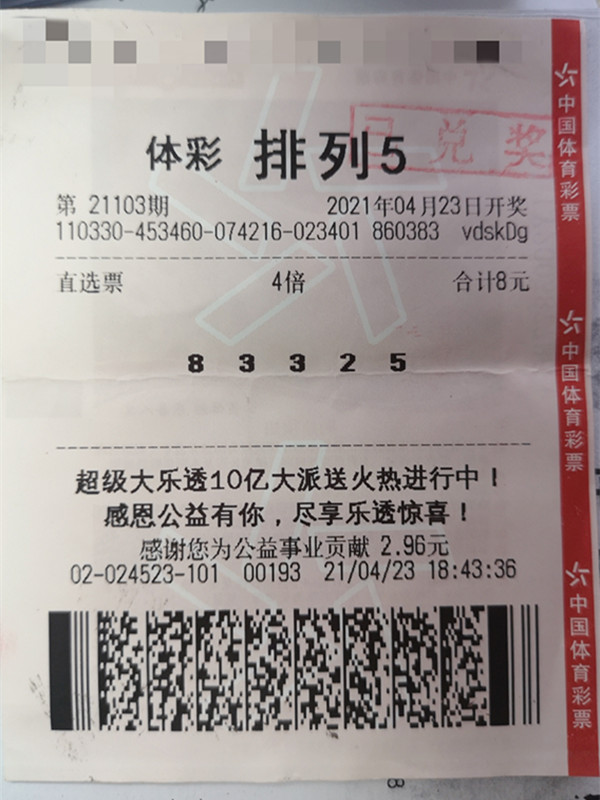 体彩 排列5
已兑奖
第 21103期 2021年04月23日开奖
110330-453460-074216-023401 860383 vdskDg
直选票 4倍 合计8元
8 3 3 2 5
超级大乐透10亿大派送火热进行中！
感恩公益有你，尽享乐透惊喜！
感谢您为公益事业贡献 2.96元
02-024523-101 00193 21/04/23 18:43:36
中国体育彩票
中国体育彩票
中国体育彩票